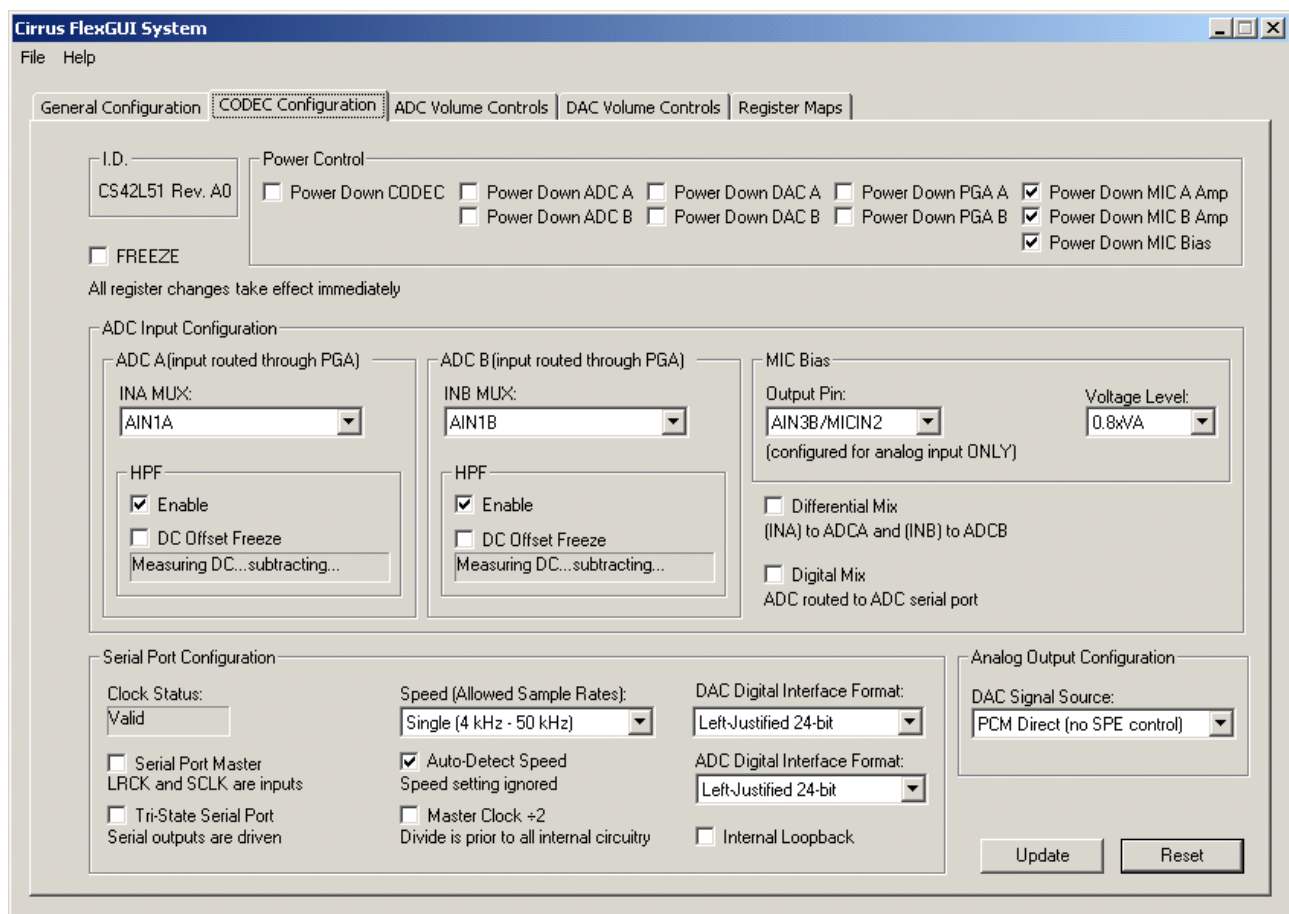 Cirrus FlexGUI System
File Help
General Configuration CODEC Configuration ADC Volume Controls DAC Volume Controls Register Maps
I.D.
CS42L51 Rev. A0
Power Control
Power Down CODEC Power Down ADC A Power Down DAC A Power Down PGA A Power Down MIC A Amp
Power Down ADC B Power Down DAC B Power Down PGA B Power Down MIC B Amp
Power Down MIC Bias
FREEZE
All register changes take effect immediately
ADC Input Configuration
ADC A(input routed through PGA)
INA MUX:
AIN1A
HPF
Enable
DC Offset Freeze
Measuring DC...subtracting...
ADC B(input routed through PGA)
INB MUX:
AIN1B
HPF
Enable
DC Offset Freeze
Measuring DC...subtracting...
MIC Bias
Output Pin:
AIN3B/MICIN2
(configured for analog input ONLY)
Voltage Level:
0.8xVA
Differential Mix
(INA) to ADCA and (INB) to ADCB
Digital Mix
ADC routed to ADC serial port
Serial Port Configuration
Clock Status:
Valid
Serial Port Master
LRCK and SCLK are inputs
Tri-State Serial Port
Serial outputs are driven
Speed (Allowed Sample Rates):
Single (4 kHz - 50 kHz)
Auto-Detect Speed
Speed setting ignored
Master Clock ÷2
Divide is prior to all internal circuitry
DAC Digital Interface Format:
Left-Justified 24-bit
ADC Digital Interface Format:
Left-Justified 24-bit
Internal Loopback
Analog Output Configuration
DAC Signal Source:
PCM Direct (no SPE control)
Update Reset